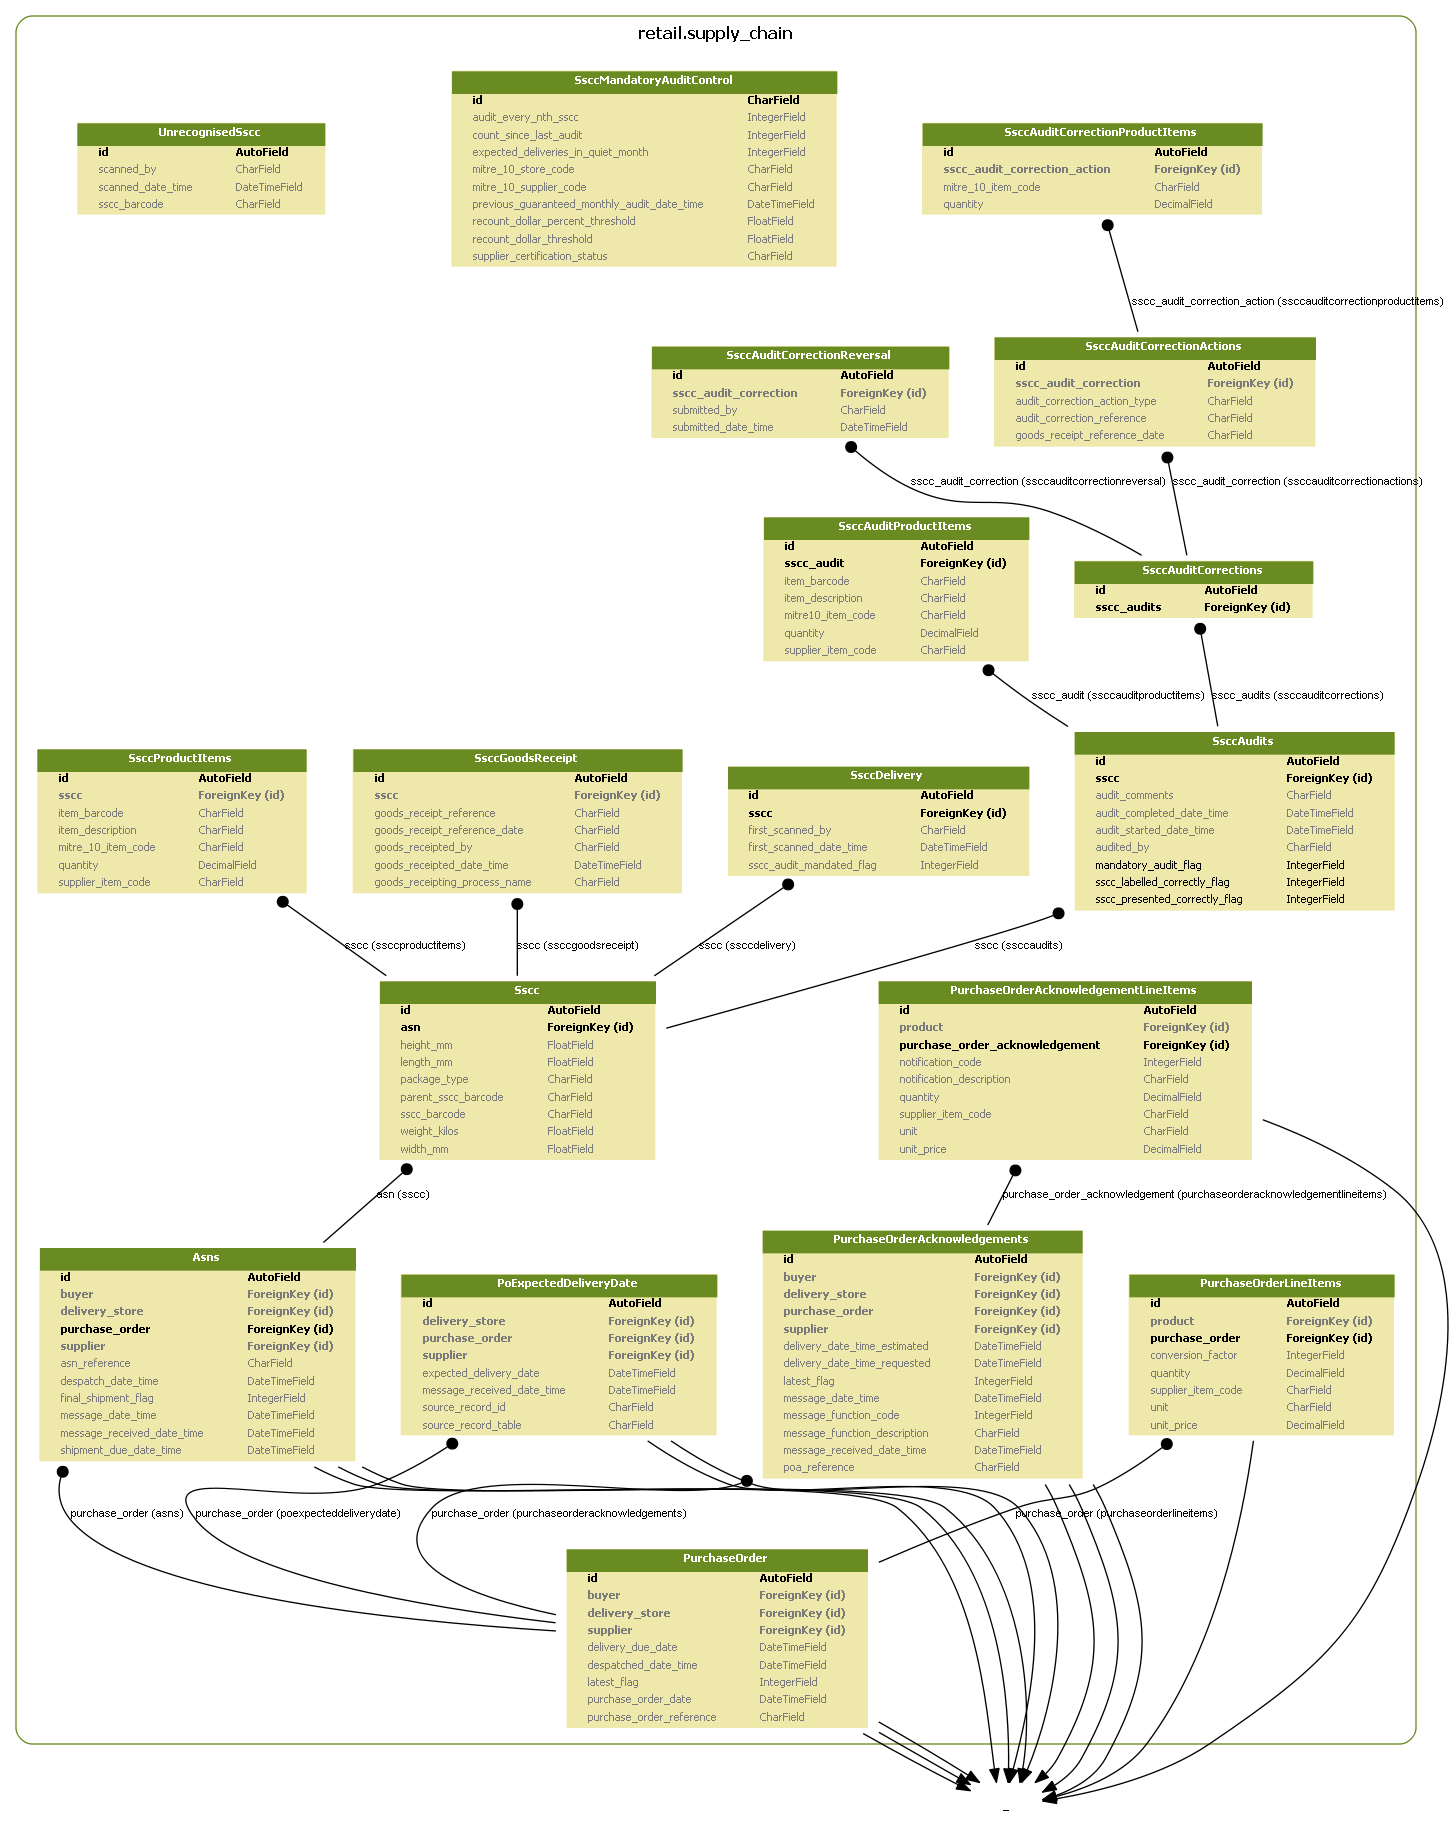 retail.supply_chain
SsccMandatoryAuditControl
id CharField
audit_every_nth_sscc IntegerField
count_since_last_audit IntegerField
expected_deliveries_in_quiet_month IntegerField
mitre_10_store_code CharField
mitre_10_supplier_code CharField
previous_guaranteed_monthly_audit_date_time DateTimeField
recount_dollar_percent_threshold FloatField
recount_dollar_threshold FloatField
supplier_certification_status CharField
UnrecognisedSscc
id AutoField
scanned_by CharField
scanned_date_time DateTimeField
sscc_barcode CharField
SsccAuditCorrectionProductItems
id AutoField
sscc_audit_correction_action ForeignKey (id)
mitre_10_item_code CharField
quantity DecimalField
sscc_audit_correction_action (ssccauditcorrectionproductitems)
SsccAuditCorrectionReversal
id AutoField
sscc_audit_correction ForeignKey (id)
submitted_by CharField
submitted_date_time DateTimeField
SsccAuditCorrectionActions
id AutoField
sscc_audit_correction ForeignKey (id)
audit_correction_action_type CharField
audit_correction_reference CharField
goods_receipt_reference_date CharField
sscc_audit_correction (ssccauditcorrectionreversal)
sscc_audit_correction (ssccauditcorrectionactions)
SsccAuditProductItems
id AutoField
sscc_audit ForeignKey (id)
item_barcode CharField
item_description CharField
mitre10_item_code CharField
quantity DecimalField
supplier_item_code CharField
SsccAuditCorrections
id AutoField
sscc_audits ForeignKey (id)
sscc_audit (ssccauditproductitems)
sscc_audits (ssccauditcorrections)
SsccProductItems
id AutoField
sscc ForeignKey (id)
item_barcode CharField
item_description CharField
mitre_10_item_code CharField
quantity DecimalField
supplier_item_code CharField
SsccGoodsReceipt
id AutoField
sscc ForeignKey (id)
goods_receipt_reference CharField
goods_receipt_reference_date CharField
goods_receipted_by CharField
goods_receipted_date_time DateTimeField
goods_receipting_process_name CharField
SsccDelivery
id AutoField
sscc ForeignKey (id)
first_scanned_by CharField
first_scanned_date_time DateTimeField
sscc_audit_mandated_flag IntegerField
SsccAudits
id AutoField
sscc ForeignKey (id)
audit_comments CharField
audit_completed_date_time DateTimeField
audit_started_date_time DateTimeField
audited_by CharField
mandatory_audit_flag IntegerField
sscc_labelled_correctly_flag IntegerField
sscc_presented_correctly_flag IntegerField
sscc (ssccproductitems)
sscc (ssccgoodsreceipt)
sscc (ssccdelivery)
sscc (ssccaudits)
Sscc
id AutoField
asn ForeignKey (id)
height_mm FloatField
length_mm FloatField
package_type CharField
parent_sscc_barcode CharField
sscc_barcode CharField
weight_kilos FloatField
width_mm FloatField
PurchaseOrderAcknowledgementLineItems
id AutoField
product ForeignKey (id)
purchase_order_acknowledgement ForeignKey (id)
notification_code IntegerField
notification_description CharField
quantity DecimalField
supplier_item_code CharField
unit CharField
unit_price DecimalField
asn (sscc)
purchase_order_acknowledgement (purchaseorderacknowledgementlineitems)
Asns
id AutoField
buyer ForeignKey (id)
delivery_store ForeignKey (id)
purchase_order ForeignKey (id)
supplier ForeignKey (id)
asn_reference CharField
despatch_date_time DateTimeField
final_shipment_flag IntegerField
message_date_time DateTimeField
message_received_date_time DateTimeField
shipment_due_date_time DateTimeField
PoExpectedDeliveryDate
id AutoField
delivery_store ForeignKey (id)
purchase_order ForeignKey (id)
supplier ForeignKey (id)
expected_delivery_date DateTimeField
message_received_date_time DateTimeField
source_record_id CharField
source_record_table CharField
PurchaseOrderAcknowledgements
id AutoField
buyer ForeignKey (id)
delivery_store ForeignKey (id)
purchase_order ForeignKey (id)
supplier ForeignKey (id)
delivery_date_time_estimated DateTimeField
delivery_date_time_requested DateTimeField
latest_flag IntegerField
message_date_time DateTimeField
message_function_code IntegerField
message_function_description CharField
message_received_date_time DateTimeField
poa_reference CharField
PurchaseOrderLineItems
id AutoField
product ForeignKey (id)
purchase_order ForeignKey (id)
conversion_factor IntegerField
quantity DecimalField
supplier_item_code CharField
unit CharField
unit_price DecimalField
purchase_order (asns)
purchase_order (poexpecteddeliverydate)
purchase_order (purchaseorderacknowledgements)
purchase_order (purchaseorderlineitems)
PurchaseOrder
id AutoField
buyer ForeignKey (id)
delivery_store ForeignKey (id)
supplier ForeignKey (id)
delivery_due_date DateTimeField
despatched_date_time DateTimeField
latest_flag IntegerField
purchase_order_date DateTimeField
purchase_order_reference CharField
_